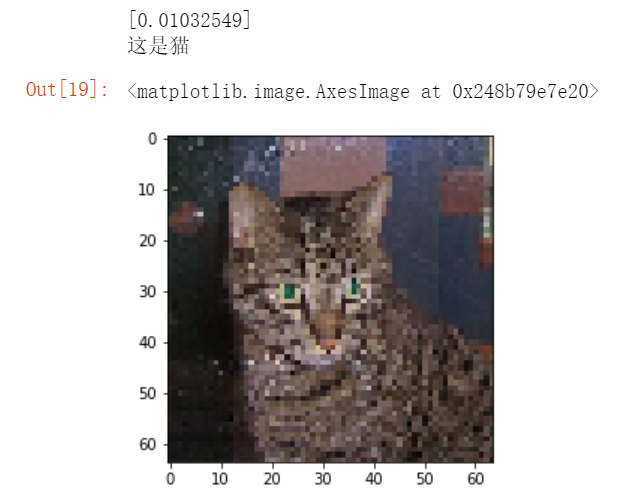 [0.01032549]
这是猫
Out[19]: <matplotlib.image.AxesImage at 0x248b79e7e20>
0
10
20
30
40
50
60
0 10 20 30 40 50 60